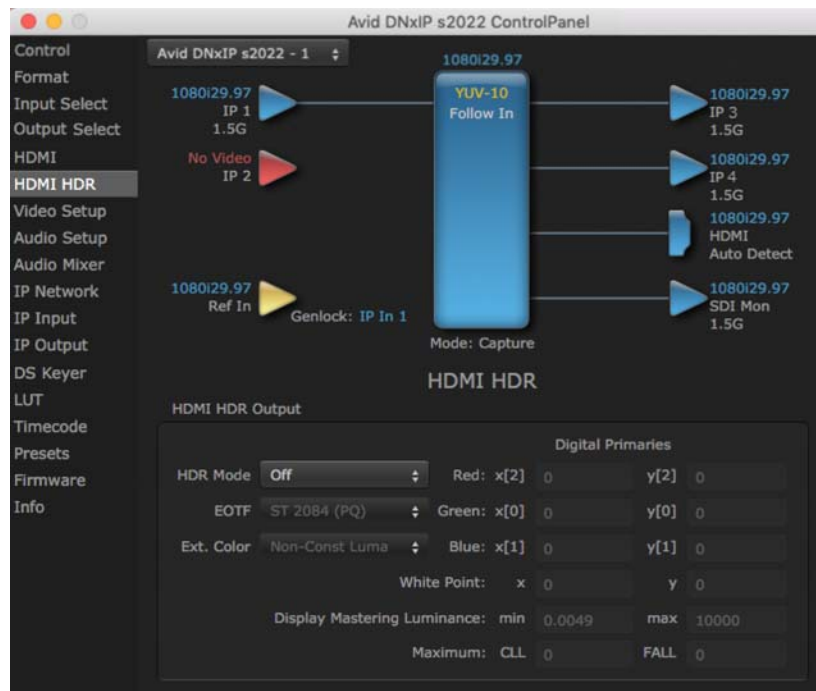 Avid DNxIP s2022 ControlPanel
Control
Format
Input Select
Output Select
HDMI
HDMI HDR
Video Setup
Audio Setup
Audio Mixer
IP Network
IP Input
IP Output
DS Keyer
LUT
Timecode
Presets
Firmware
Info
Avid DNxIP s2022 - 1
1080i29.97
IP 1
1.5G
No Video
IP 2
1080i29.97
Ref In
Genlock: IP In 1
1080i29.97
YUV-10
Follow In
Mode: Capture
1080i29.97
IP 3
1.5G
1080i29.97
IP 4
1.5G
1080i29.97
HDMI
Auto Detect
1080i29.97
SDI Mon
1.5G
HDMI HDR
HDMI HDR Output
Digital Primaries
HDR Mode Off Red: x[2] 0 y[2] 0
EOTF ST 2084 (PQ) Green: x[0] 0 y[0] 0
Ext. Color Non-Const Luma Blue: x[1] 0 y[1] 0
White Point: x 0 y 0
Display Mastering Luminance: min 0.0049 max 10000
Maximum: CLL 0 FALL 0